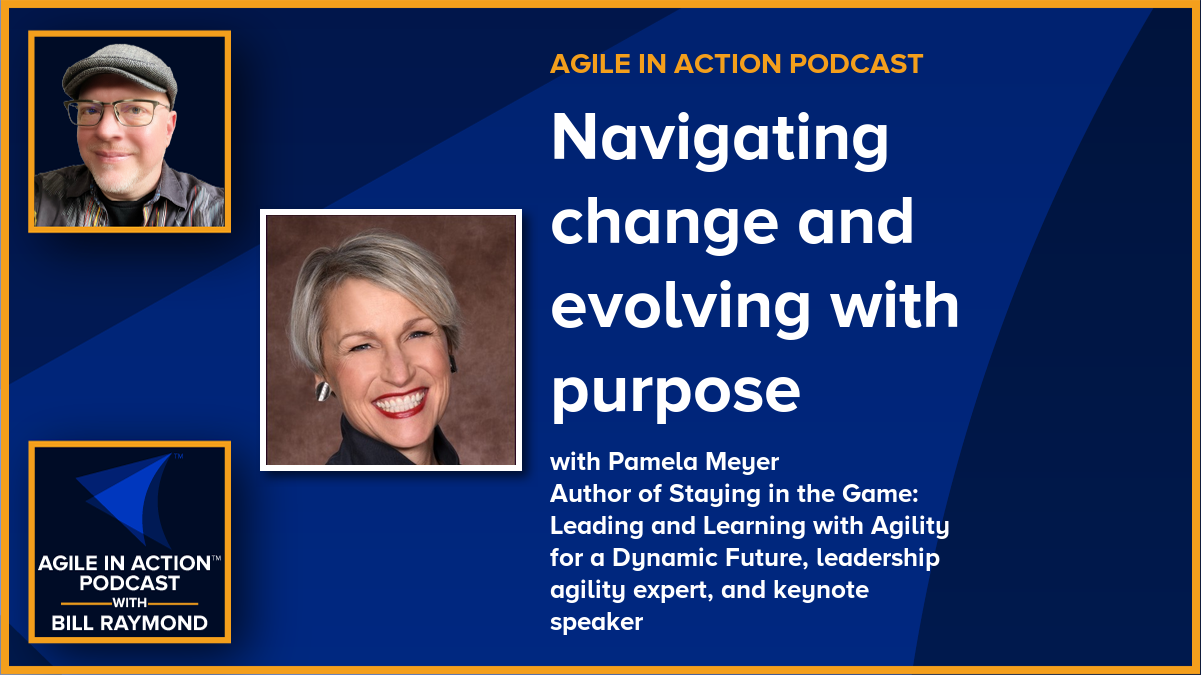 AGILE IN ACTION PODCAST
Navigating
change and
evolving with
purpose
with Pamela Meyer
Author of Staying in the Game:
Leading and Learning with Agility
for a Dynamic Future, leadership
agility expert, and keynote
speaker
TM
AGILE IN ACTION™
PODCAST
WITH
BILL RAYMOND